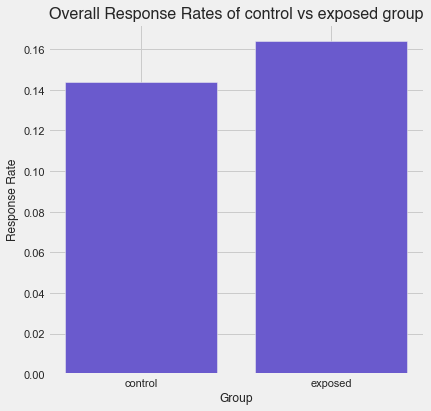 Overall Response Rates of control vs exposed group
0.16
0.14
0.12
0.10
0.08
0.06
0.04
0.02
0.00
Response Rate
control exposed
Group